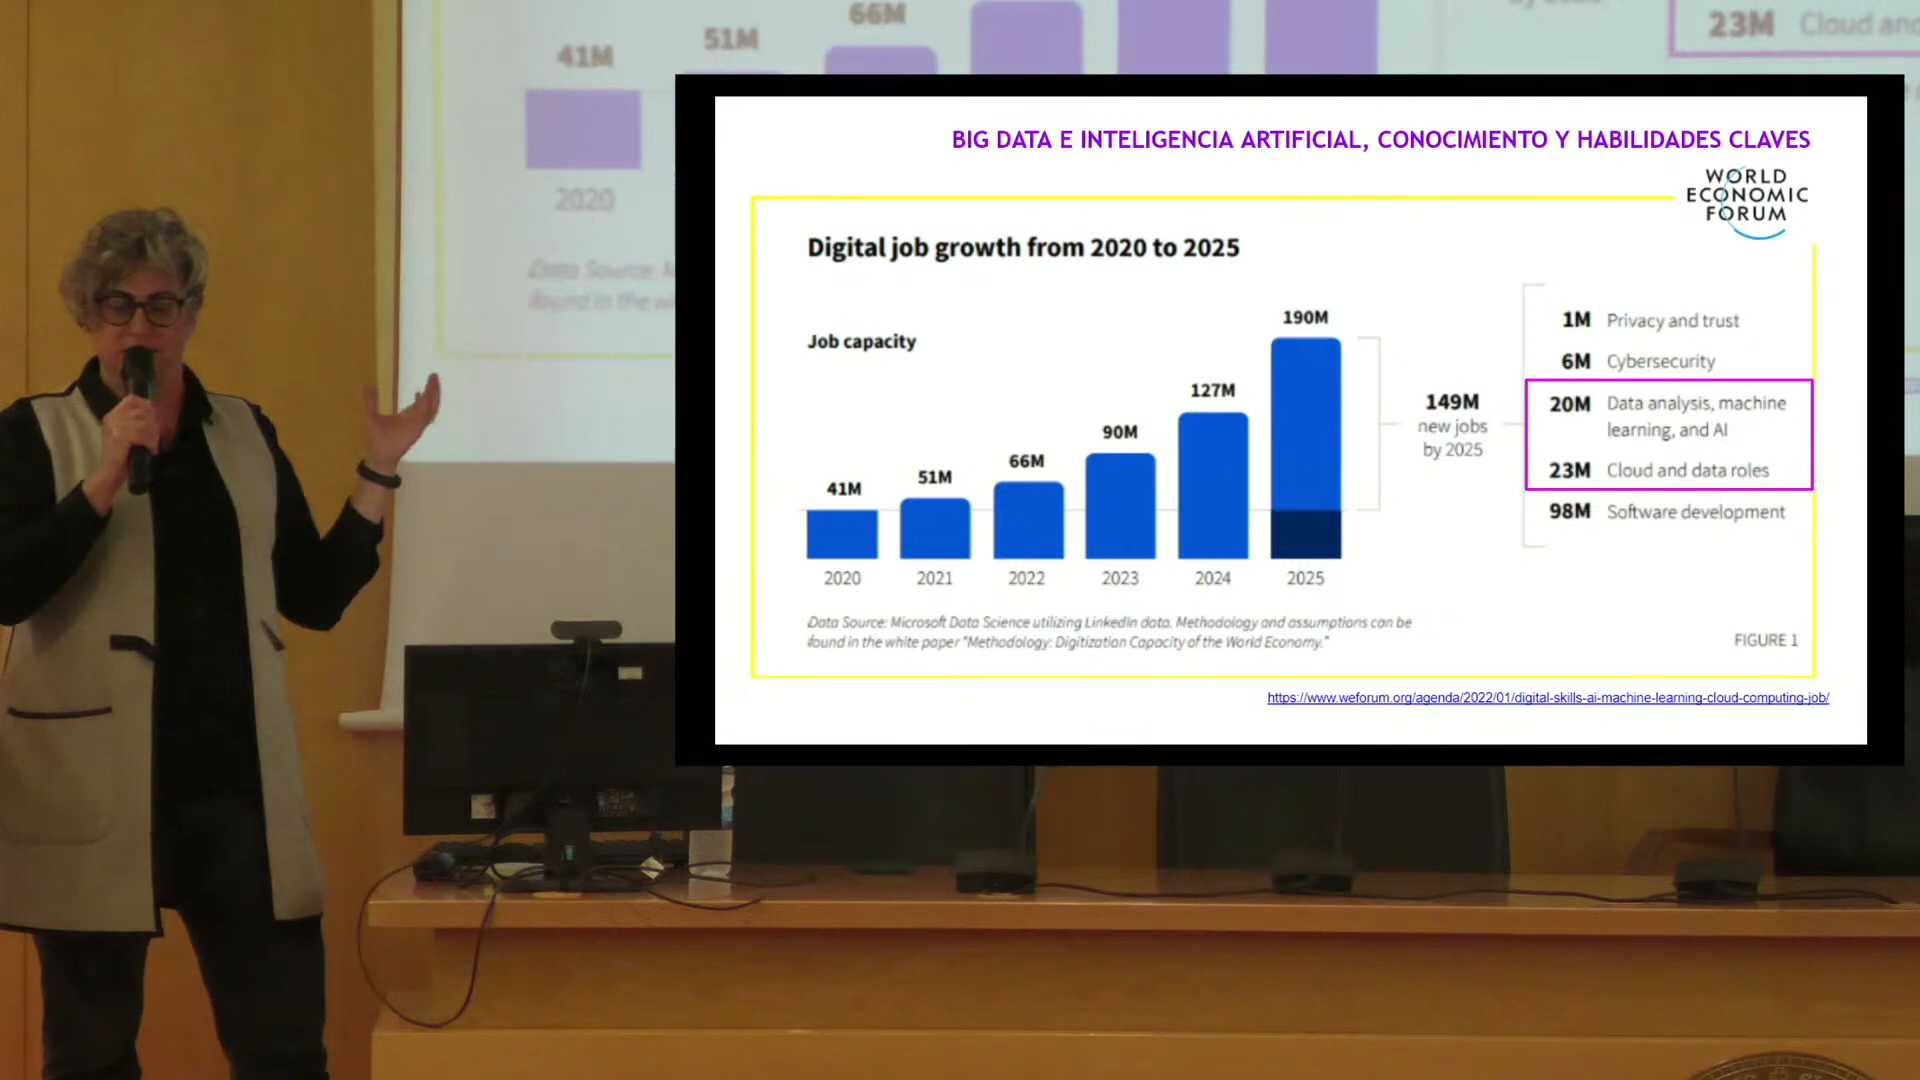 41M
51M
66M
23M Cloud and
2020
Data Source:
found in the
BIG DATA E INTELIGENCIA ARTIFICIAL, CONOCIMIENTO Y HABILIDADES CLAVES
WORLD
ECONOMIC
FORUM
Digital job growth from 2020 to 2025
Job capacity
41M
51M
66M
90M
127M
190M
2020
2021
2022
2023
2024
2025
149M
new jobs
by 2025
1M Privacy and trust
6M Cybersecurity
20M Data analysis, machine
learning, and AI
23M Cloud and data roles
98M Software development
Data Source: Microsoft Data Science utilizing LinkedIn data. Methodology and assumptions can be
found in the white paper "Methodology: Digitization Capacity of the World Economy."
FIGURE 1
https://www.weforum.org/agenda/2022/01/digital-skills-ai-machine-learning-cloud-computing-job/